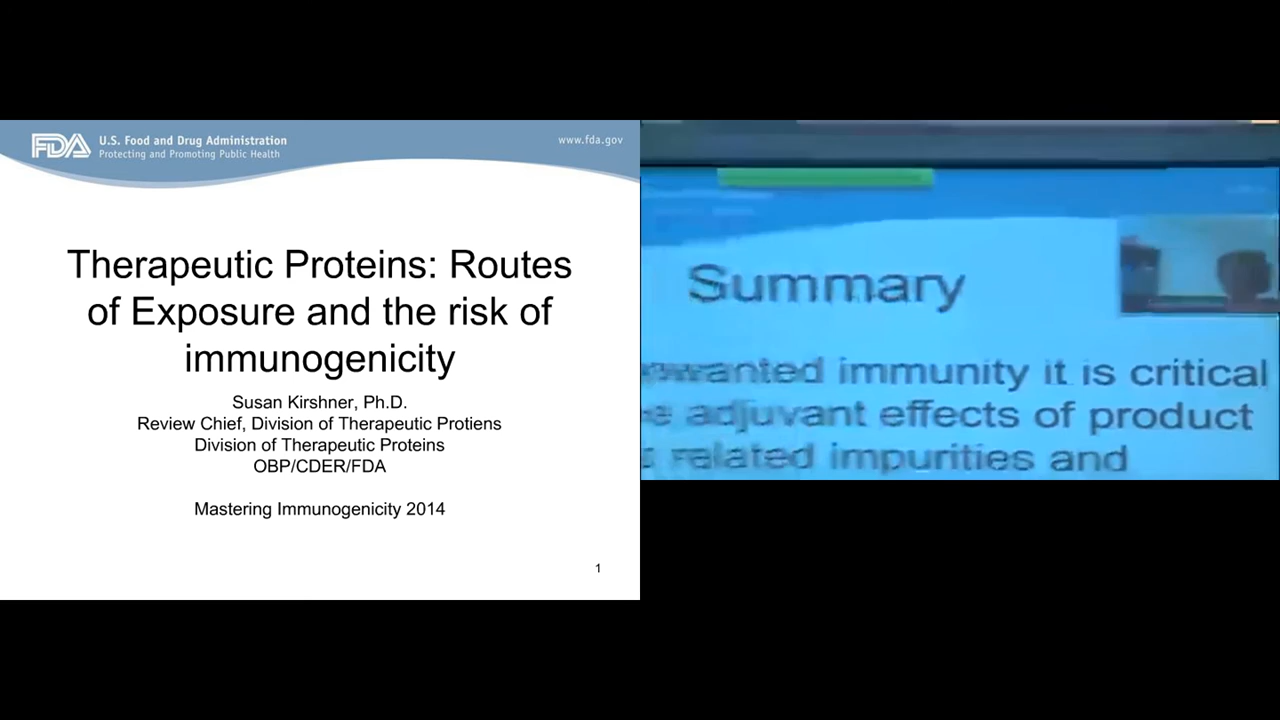 FDA
U.S. Food and Drug Administration
Protecting and Promoting Public Health
www.fda.gov
Therapeutic Proteins: Routes
of Exposure and the risk of
immunogenicity
Susan Kirshner, Ph.D.
Review Chief, Division of Therapeutic Protiens
Division of Therapeutic Proteins
OBP/CDER/FDA
Mastering Immunogenicity 2014
1
Summary
immunity it is critical
adjuvant effects of product
related impurities and